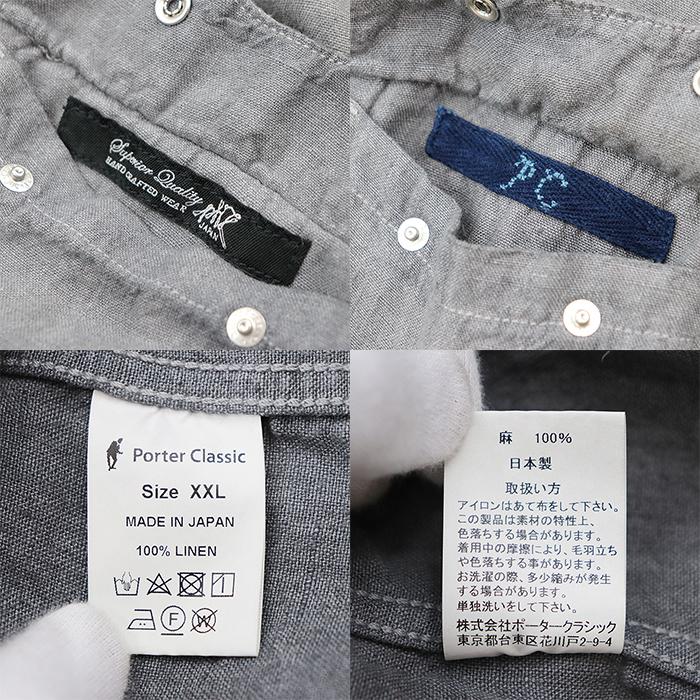 Superior Quality
HANDCRAFTED WEAR
JAPAN
PC
Porter Classic
Size XXL
MADE IN JAPAN
100% LINEN
F
W
麻 100%
日本製
取扱い方
アイロンはあて布をして下さい。
この製品は素材の特性上、
色落ちする場合があります。
着用中の摩擦により、毛羽立ち
や色落ちする事があります。
お洗濯の際、多少縮みが発生
する場合があります。
単独洗いをして下さい。
株式会社ポータークラシック
東京都台東区花川戸2-9-4